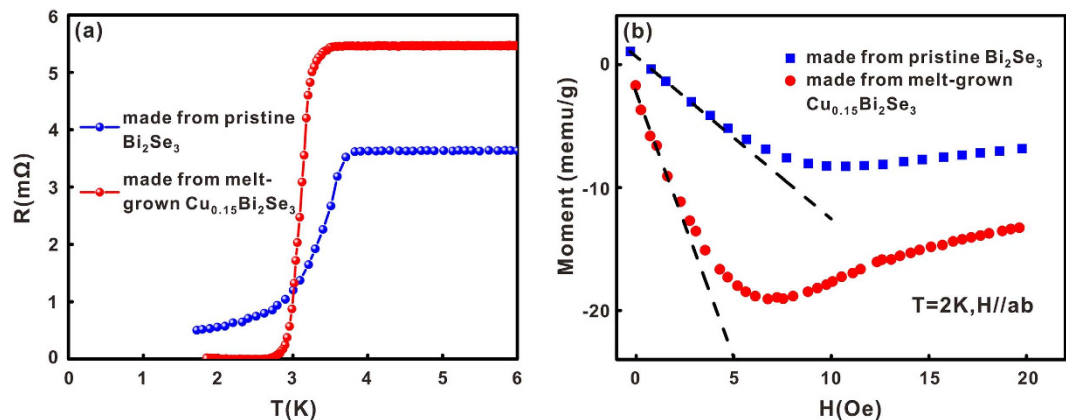 (a)
6
5
4
3
2
1
0
R(mΩ)
made from pristine
Bi₂Se₃
made from melt-
grown Cu₀.₁₅Bi₂Se₃
0 1 2 3 4 5 6
T(K)
(b)
0
-10
-20
Moment (memu/g)
made from pristine Bi₂Se₃
made from melt-grown
Cu₀.₁₅Bi₂Se₃
T=2K,H//ab
0 5 10 15 20
H(Oe)